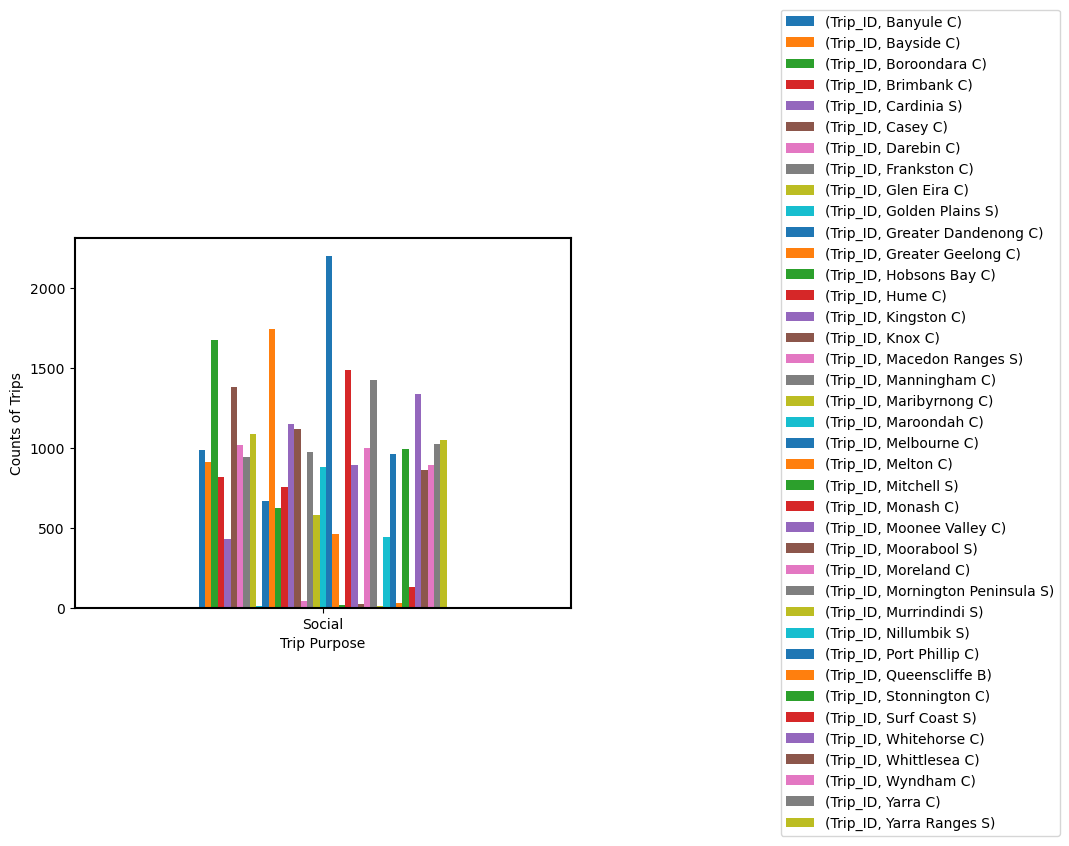 2000
1500
1000
500
0
Counts of Trips
Social
Trip Purpose
(Trip_ID, Banyule C)
(Trip_ID, Bayside C)
(Trip_ID, Boroondara C)
(Trip_ID, Brimbank C)
(Trip_ID, Cardinia S)
(Trip_ID, Casey C)
(Trip_ID, Darebin C)
(Trip_ID, Frankston C)
(Trip_ID, Glen Eira C)
(Trip_ID, Golden Plains S)
(Trip_ID, Greater Dandenong C)
(Trip_ID, Greater Geelong C)
(Trip_ID, Hobsons Bay C)
(Trip_ID, Hume C)
(Trip_ID, Kingston C)
(Trip_ID, Knox C)
(Trip_ID, Macedon Ranges S)
(Trip_ID, Manningham C)
(Trip_ID, Maribyrnong C)
(Trip_ID, Maroondah C)
(Trip_ID, Melbourne C)
(Trip_ID, Melton C)
(Trip_ID, Mitchell S)
(Trip_ID, Monash C)
(Trip_ID, Moonee Valley C)
(Trip_ID, Moorabool S)
(Trip_ID, Moreland C)
(Trip_ID, Mornington Peninsula S)
(Trip_ID, Murrindindi S)
(Trip_ID, Nillumbik S)
(Trip_ID, Port Phillip C)
(Trip_ID, Queenscliffe B)
(Trip_ID, Stonnington C)
(Trip_ID, Surf Coast S)
(Trip_ID, Whitehorse C)
(Trip_ID, Whittlesea C)
(Trip_ID, Wyndham C)
(Trip_ID, Yarra C)
(Trip_ID, Yarra Ranges S)